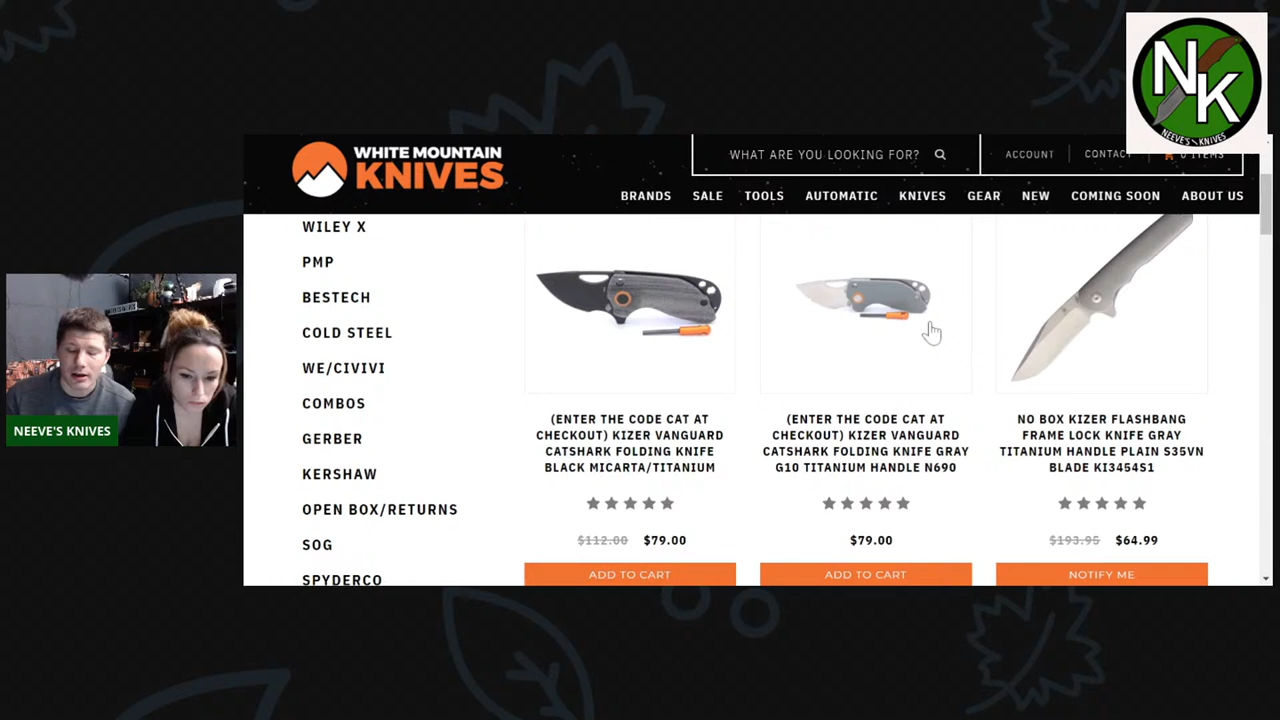 NK
NEEVE'S KNIVES
WHITE MOUNTAIN
KNIVES
WHAT ARE YOU LOOKING FOR?
ACCOUNT
CONTACT
0 ITEMS
BRANDS SALE TOOLS AUTOMATIC KNIVES GEAR NEW COMING SOON ABOUT US
WILEY X
PMP
BESTECH
COLD STEEL
WE/CIVIVI
COMBOS
GERBER
KERSHAW
OPEN BOX/RETURNS
SOG
SPYDERCO
(ENTER THE CODE CAT AT
CHECKOUT) KIZER VANGUARD
CATSHARK FOLDING KNIFE
BLACK MICARTA/TITANIUM
$112.00 $79.00
ADD TO CART
(ENTER THE CODE CAT AT
CHECKOUT) KIZER VANGUARD
CATSHARK FOLDING KNIFE GRAY
G10 TITANIUM HANDLE N690
$79.00
ADD TO CART
NO BOX KIZER FLASHBANG
FRAME LOCK KNIFE GRAY
TITANIUM HANDLE PLAIN S35VN
BLADE KI3454S1
$193.95 $64.99
NOTIFY ME
NEEVE'S KNIVES